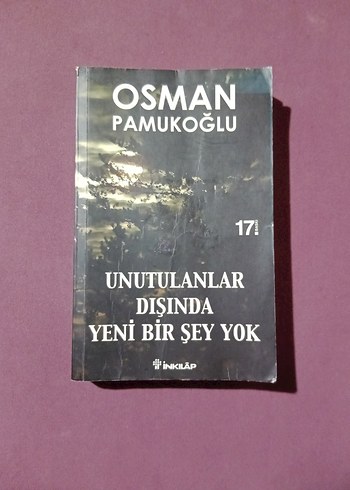 OSMAN
PAMUKOĞLU
17
UNUTULANLAR
DIŞINDA
YENİ BİR ŞEY YOK
İNKILÂP